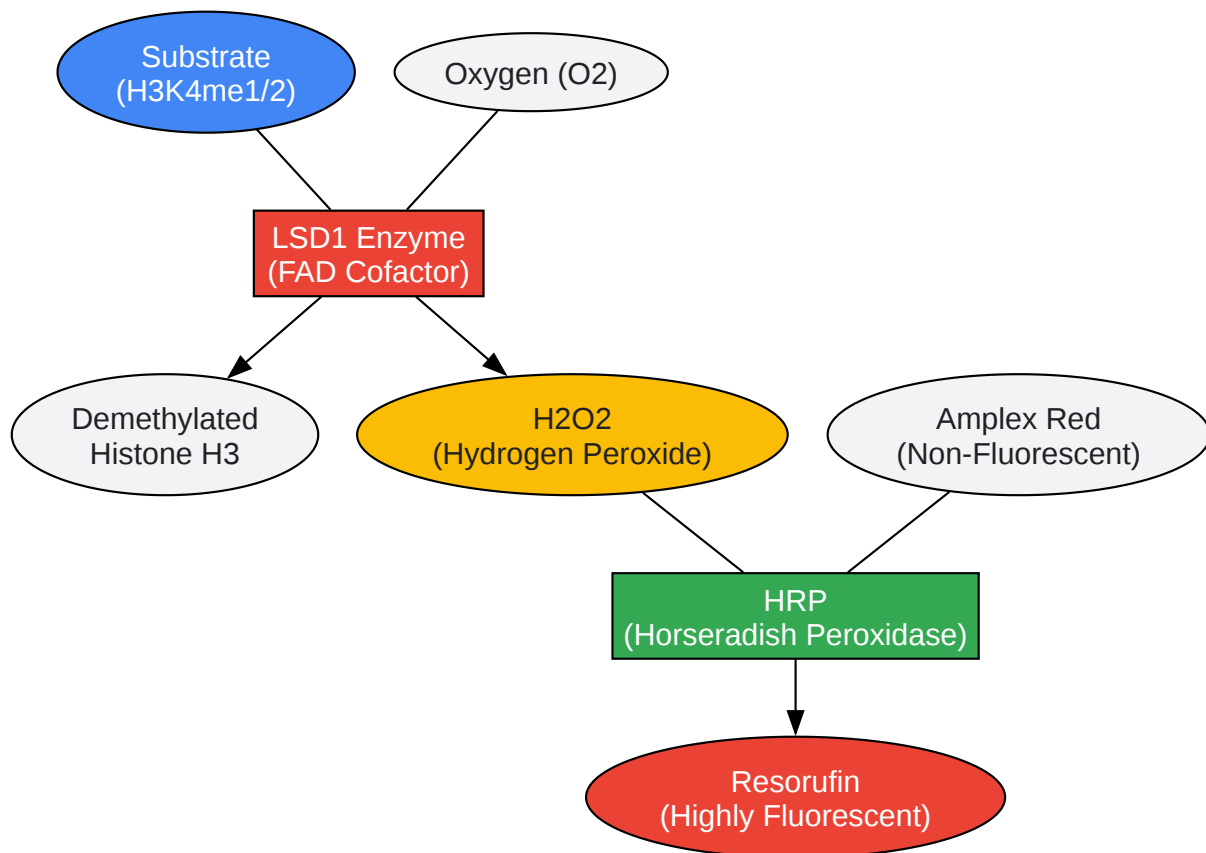 Substrate
(H3K4me1/2)
Oxygen (O2)
LSD1 Enzyme
(FAD Cofactor)
Demethylated
Histone H3
H2O2
(Hydrogen Peroxide)
Amplex Red
(Non-Fluorescent)
HRP
(Horseradish Peroxidase)
Resorufin
(Highly Fluorescent)